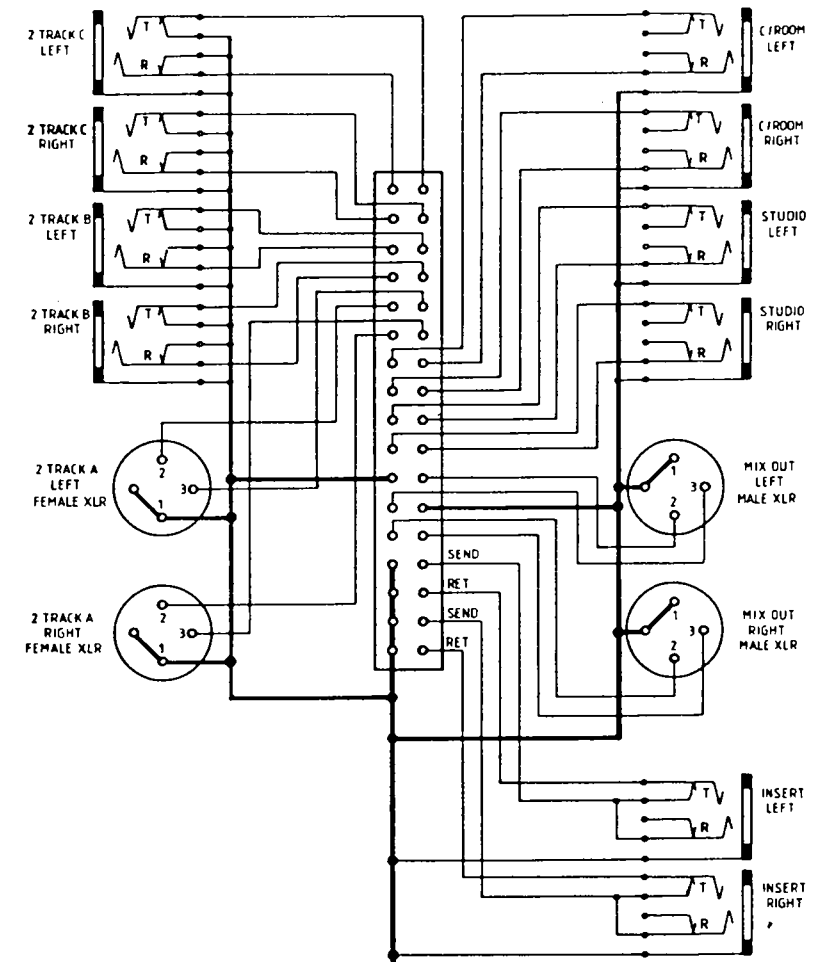 2 TRACK C
LEFT
T
R
2 TRACK C
RIGHT
T
R
2 TRACK B
LEFT
T
R
2 TRACK B
RIGHT
T
R
2 TRACK A
LEFT
FEMALE XLR
2
3
1
2 TRACK A
RIGHT
FEMALE XLR
2
3
1
SEND
RET
SEND
RET
C/ROOM
LEFT
T
R
C/ROOM
RIGHT
T
R
STUDIO
LEFT
T
R
STUDIO
RIGHT
T
R
MIX OUT
LEFT
MALE XLR
1
2
3
MIX OUT
RIGHT
MALE XLR
1
2
3
INSERT
LEFT
T
R
INSERT
RIGHT
T
R